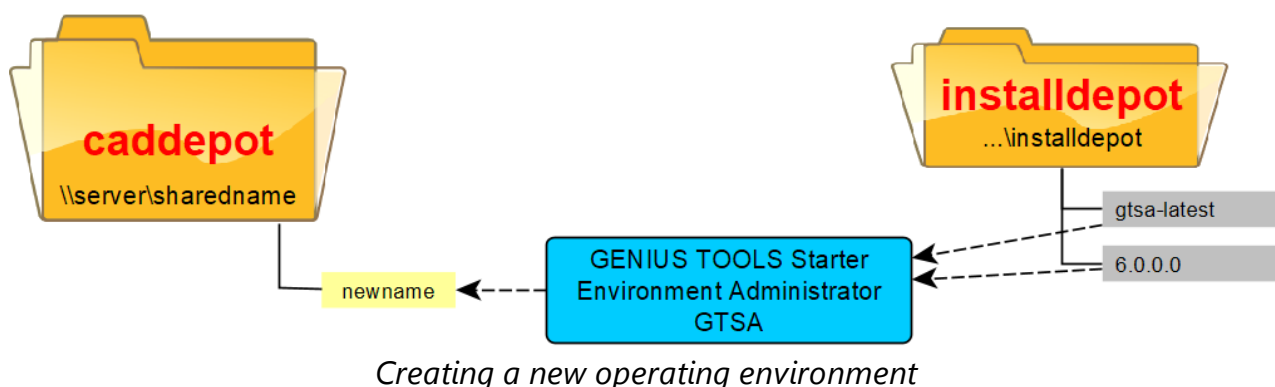 caddepot
\\server\sharedname
newname
GENIUS TOOLS Starter
Environment Administrator
GTSA
installdepot
...\installdepot
gtsa-latest
6.0.0.0
Creating a new operating environment